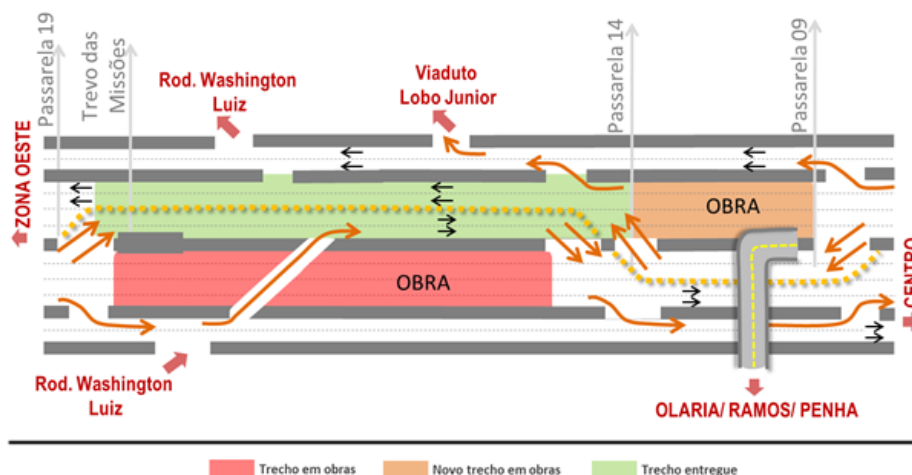 Passarela 19
Trevo das
Missões
Passarela 14
Passarela 09
Rod. Washington
Luiz
Viaduto
Lobo Junior
ZONA OESTE
OBRA
OBRA
CENTRO
Rod. Washington
Luiz
OLARIA/ RAMOS/ PENHA
Trecho em obras
Novo trecho em obras
Trecho entregue